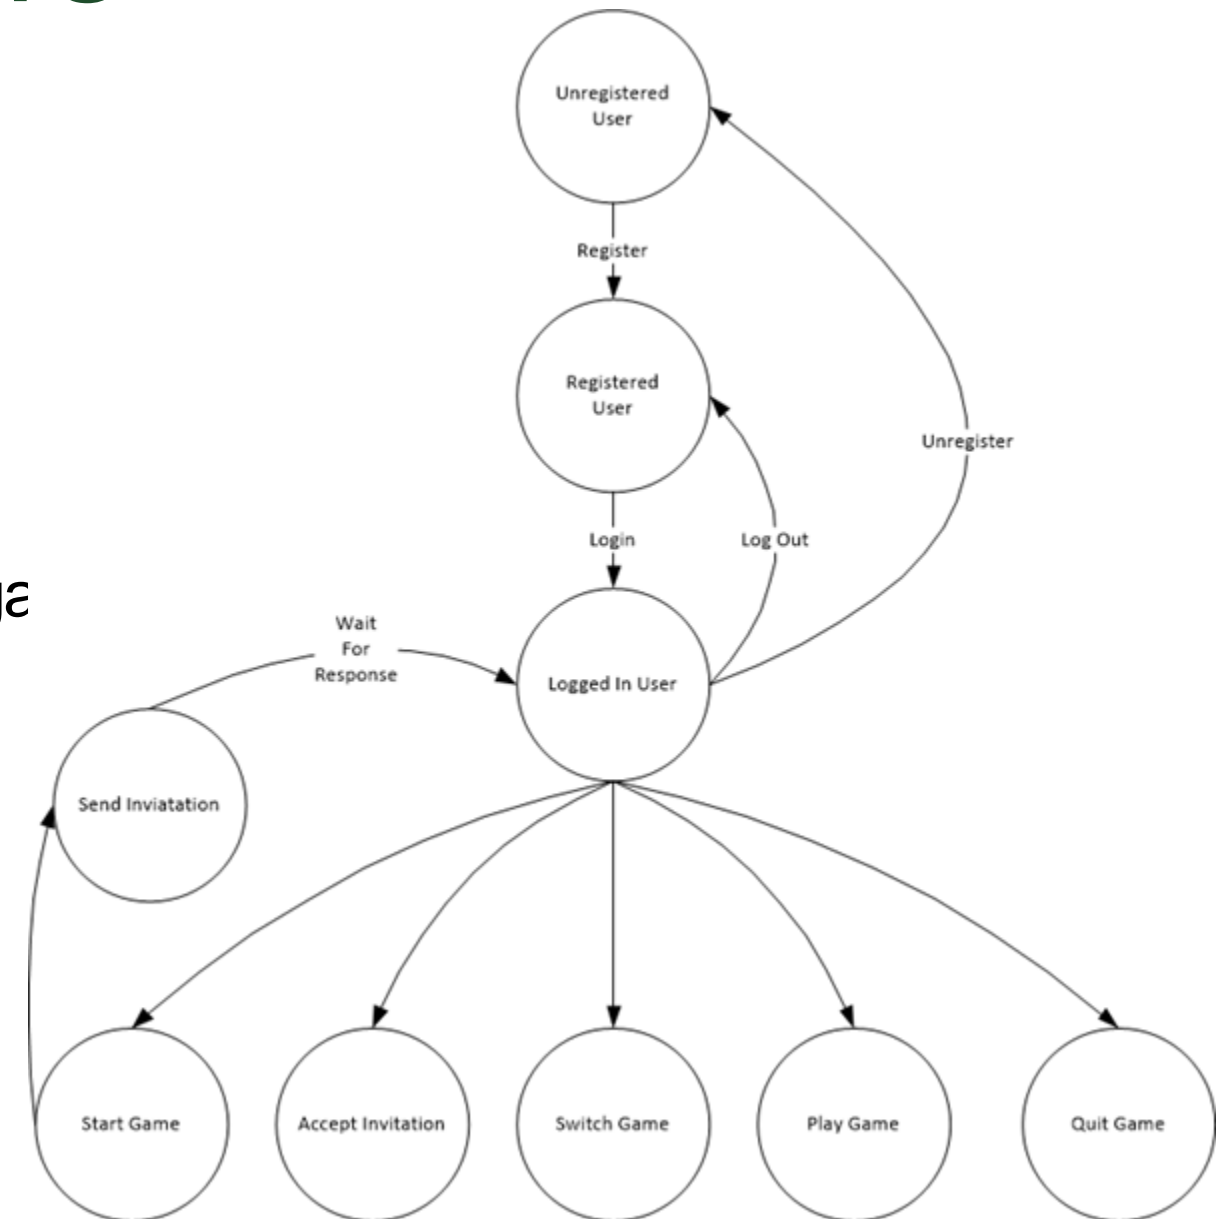 Unregistered
User
Register
Registered
User
Unregister
Login
Log Out
Wait
For
Response
Logged In User
Send Inviatation
Start Game
Accept Invitation
Switch Game
Play Game
Quit Game